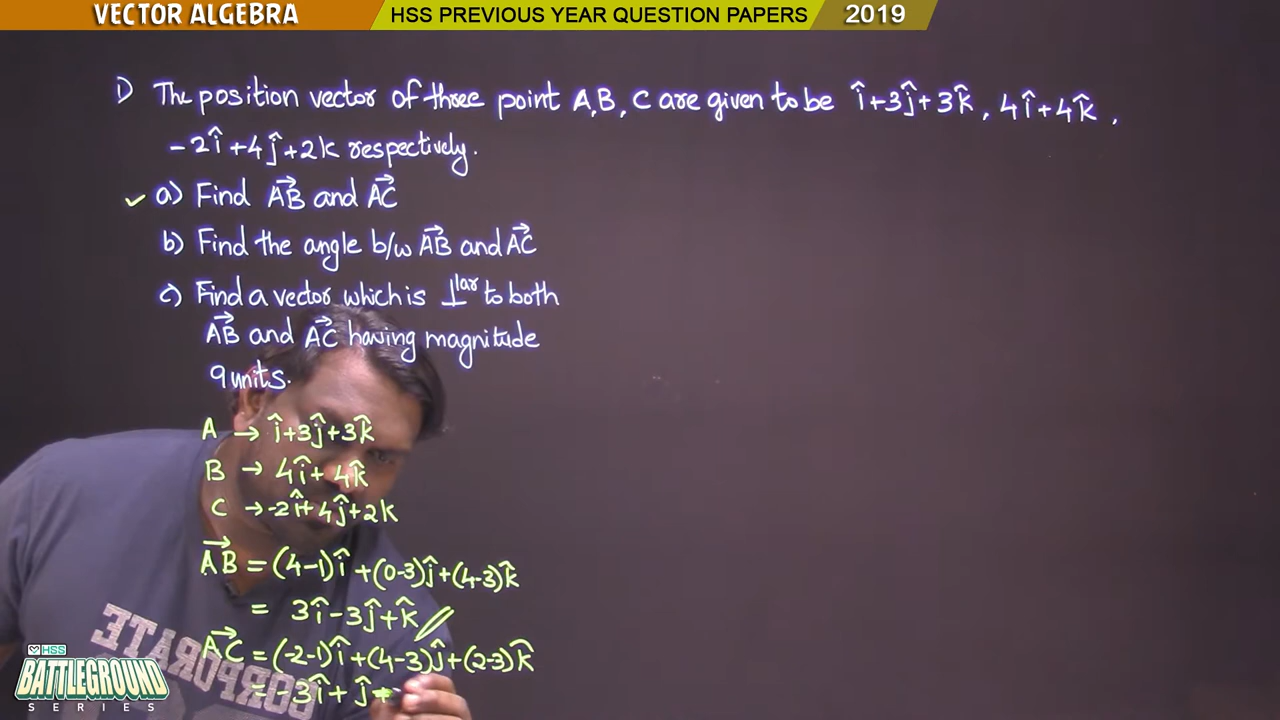 VECTOR ALGEBRA HSS PREVIOUS YEAR QUESTION PAPERS 2019
1) The position vector of three point A,B, C are given to be î+3ĵ+3k̂, 4î+4k̂,
-2î+4ĵ+2k respectively.
✓ a) Find A⃗B⃗ and A⃗C⃗
b) Find the angle b/w A⃗B⃗ and A⃗C⃗
c) Find a vector which is ⊥lar to both
A⃗B⃗ and A⃗C⃗ having magnitude
9units.
A → î+3ĵ+3k̂
B → 4î+4k̂
C → -2î+4ĵ+2k
A⃗B⃗ = (4-1)î+(0-3)ĵ+(4-3)k̂
= 3î-3ĵ+k̂ //
A⃗C⃗ = (-2-1)î+(4-3)ĵ+(2-3)k̂
= -3î+ĵ
HSS
BATTLEGROUND
SERIES